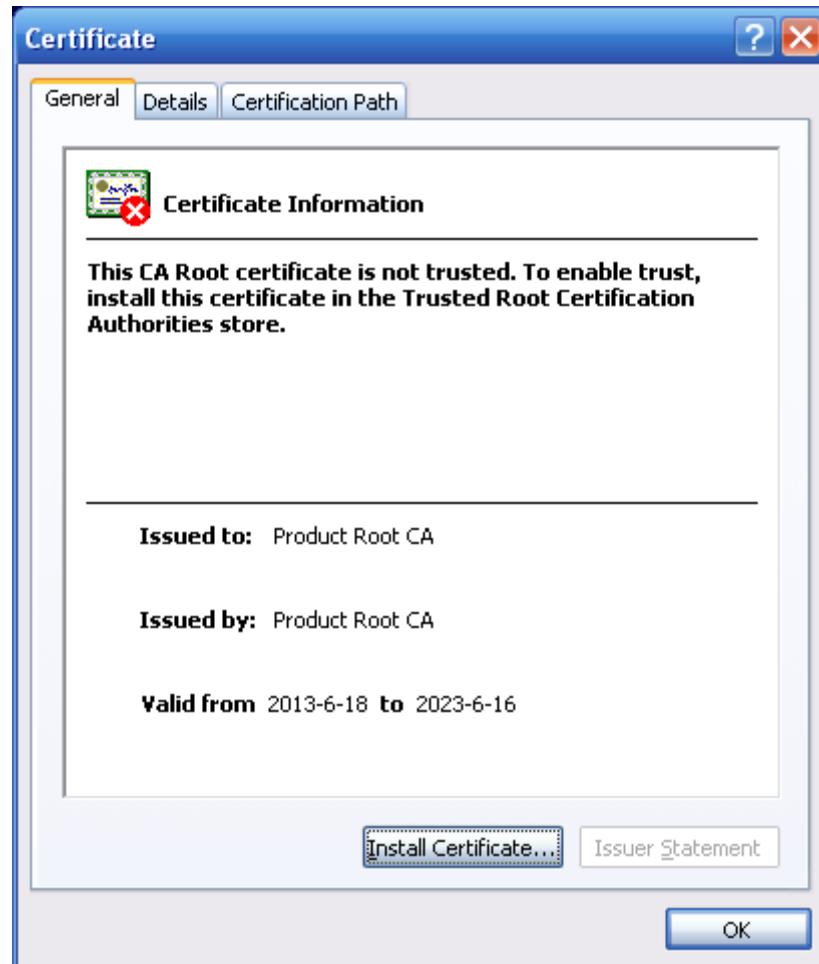 Certificate
General Details Certification Path
Certificate Information
This CA Root certificate is not trusted. To enable trust,
install this certificate in the Trusted Root Certification
Authorities store.
Issued to: Product Root CA
Issued by: Product Root CA
Valid from 2013-6-18 to 2023-6-16
Install Certificate... Issuer Statement
OK